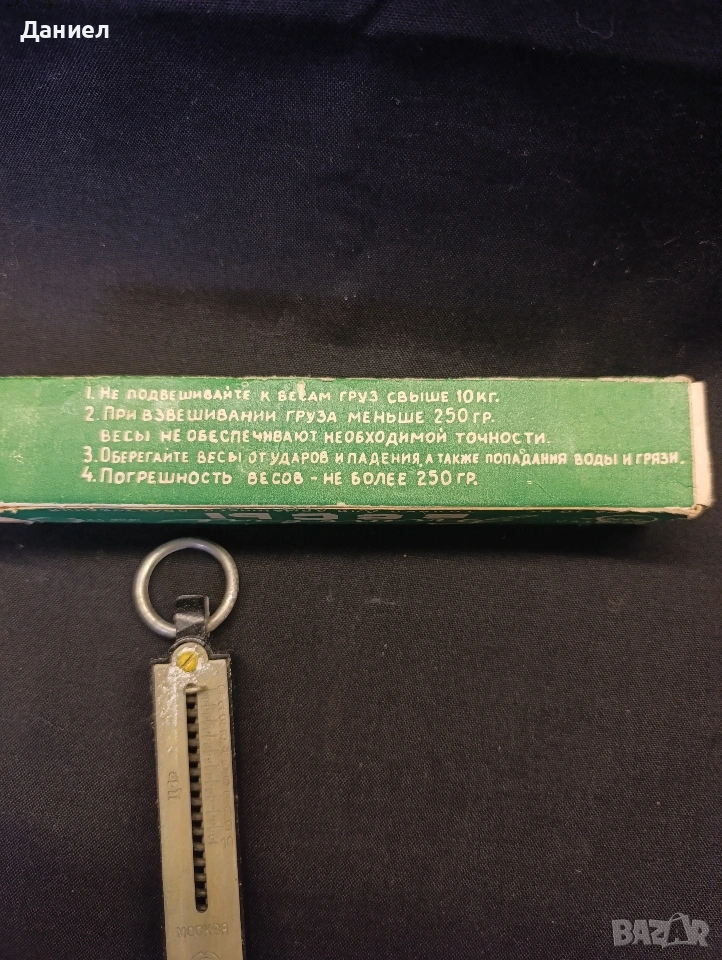 Даниел
1. Не подвешивайте к весам груз свыше 10кг.
2. При взвешивании груза меньше 250 гр.
весы не обеспечивают необходимой точности.
3. Оберегайте весы от ударов и падения, а также попадания воды и грязи.
4. Погрешность весов - не более 250 гр.
МОСКВА
BAZAR